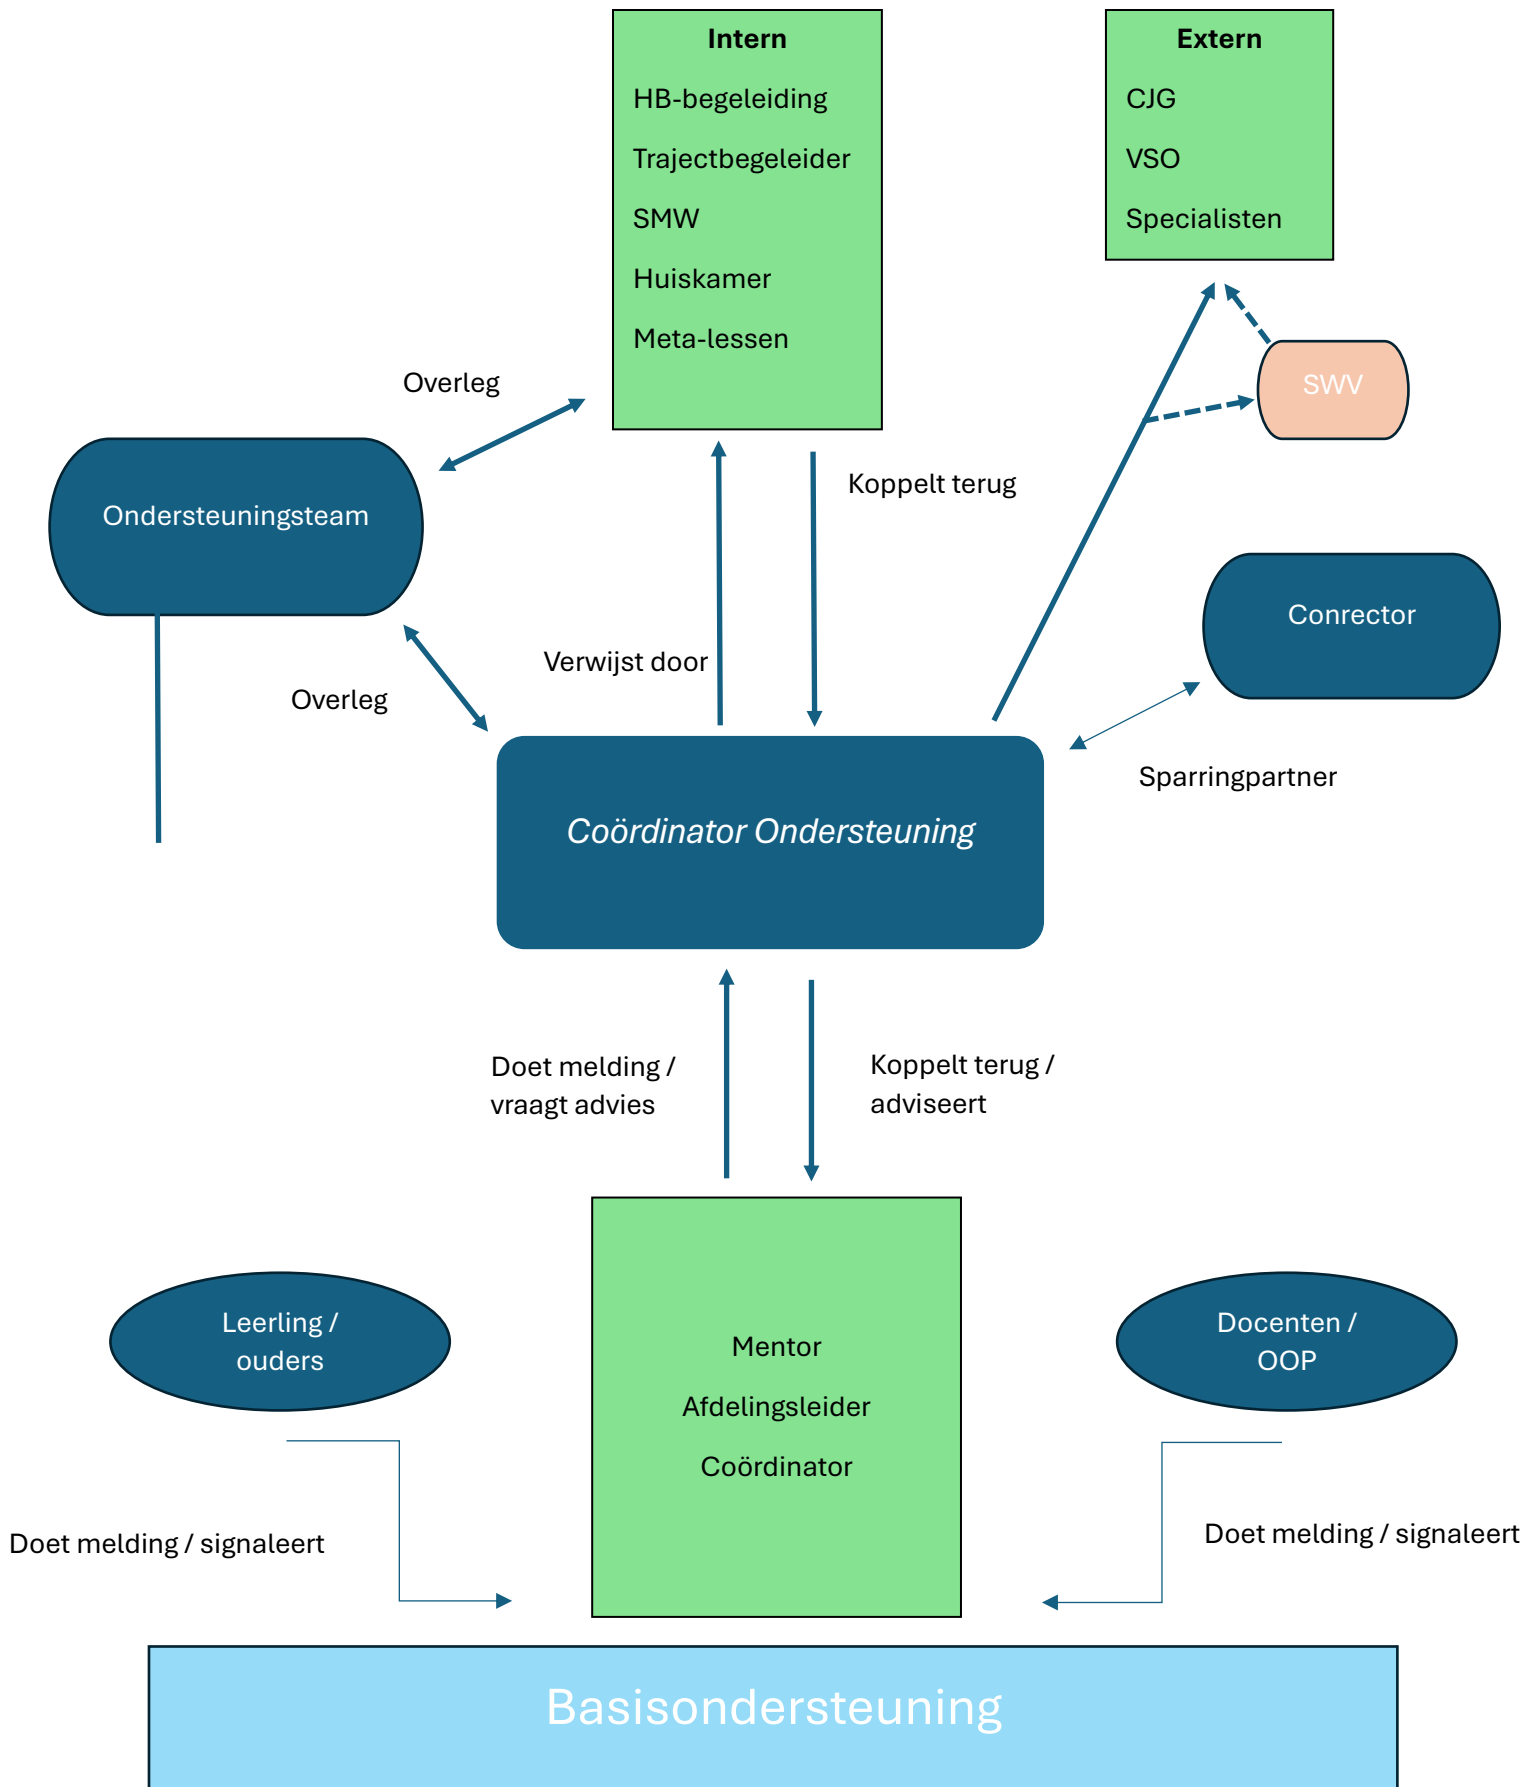 Intern
HB-begeleiding
Trajectbegeleider
SMW
Huiskamer
Meta-lessen
Extern
CJG
VSO
Specialisten
SWV
Overleg
Koppelt terug
Ondersteuningsteam
Conrector
Verwijst door
Overleg
Sparringpartner
Coördinator Ondersteuning
Doet melding /
vraagt advies
Koppelt terug /
adviseert
Leerling /
ouders
Mentor
Afdelingsleider
Coördinator
Docenten /
OOP
Doet melding / signaleert
Doet melding / signaleert
Basisondersteuning